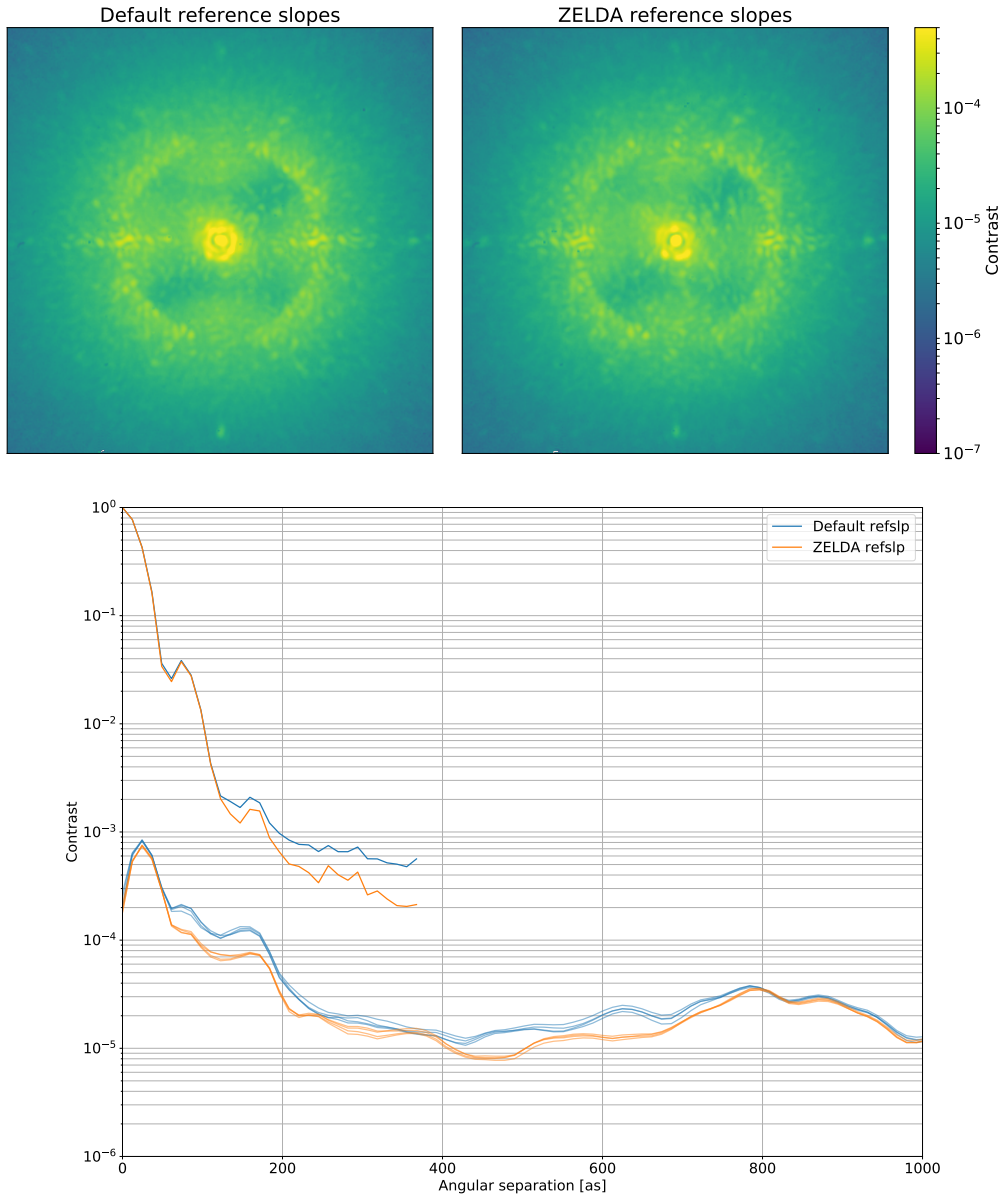 Default reference slopes
ZELDA reference slopes
10⁻⁴
10⁻⁵
10⁻⁶
10⁻⁷
Contrast
10⁰
10⁻¹
10⁻²
10⁻³
10⁻⁴
10⁻⁵
10⁻⁶
Contrast
Default refslp
ZELDA refslp
0 200 400 600 800 1000
Angular separation [as]